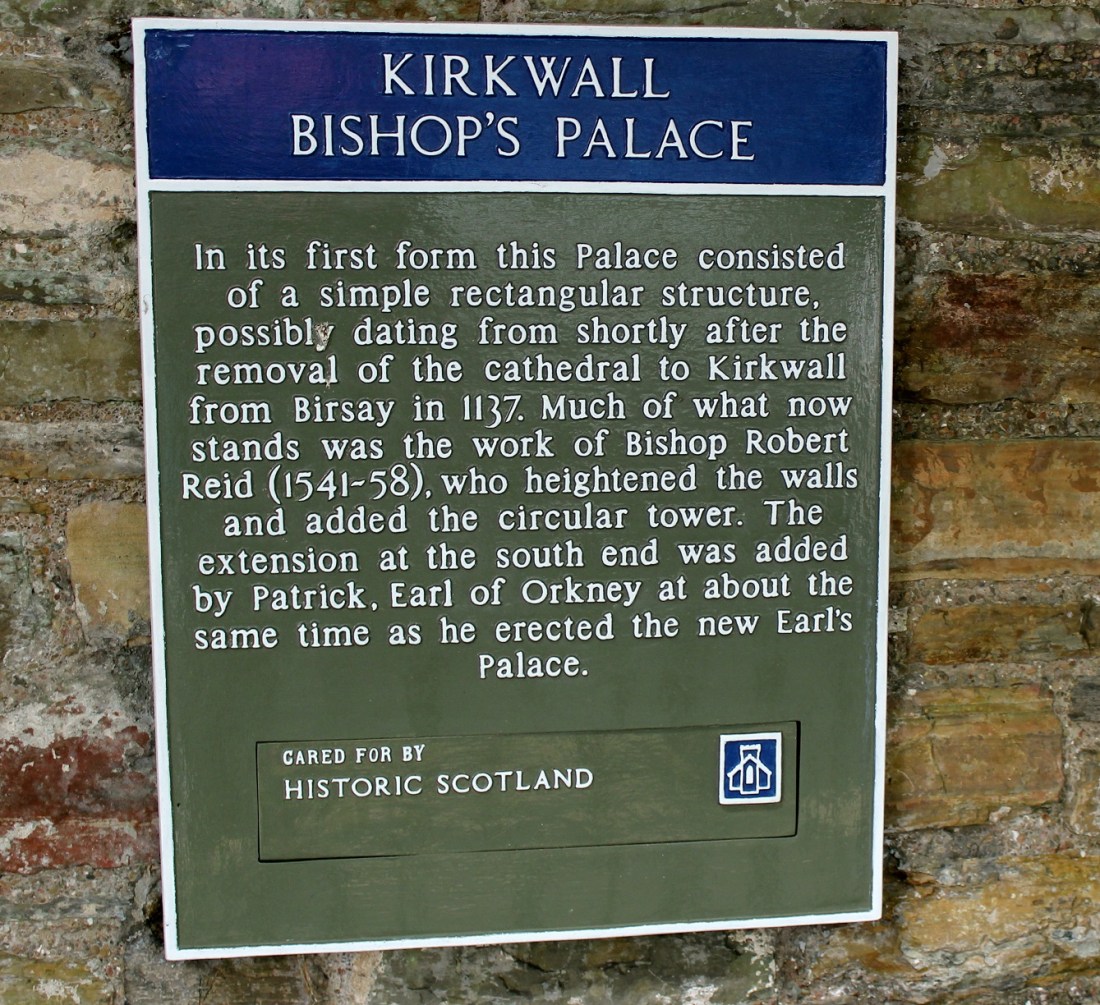 KIRKWALL
BISHOP'S PALACE
In its first form this Palace consisted
of a simple rectangular structure,
possibly dating from shortly after the
removal of the cathedral to Kirkwall
from Birsay in 1137. Much of what now
stands was the work of Bishop Robert
Reid (1541-58), who heightened the walls
and added the circular tower. The
extension at the south end was added
by Patrick, Earl of Orkney at about the
same time as he erected the new Earl's
Palace.
CARED FOR BY
HISTORIC SCOTLAND